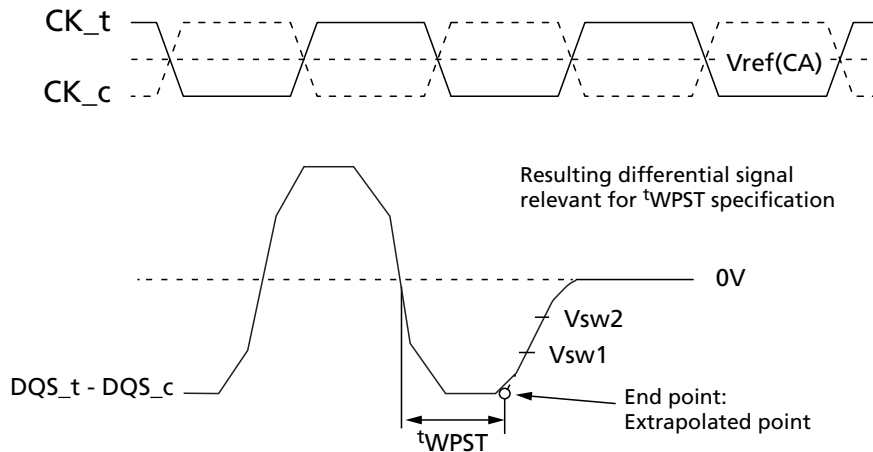 CK_t
Vref(CA)
CK_c
Resulting differential signal
relevant for tWPST specification
0V
Vsw2
Vsw1
DQS_t - DQS_c
End point:
Extrapolated point
tWPST